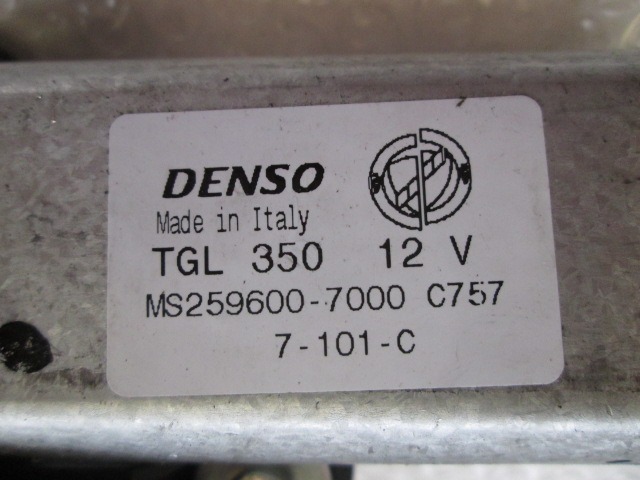 DENSO
Made in Italy
TGL 350 12 V
MS259600-7000 C757
7-101-C